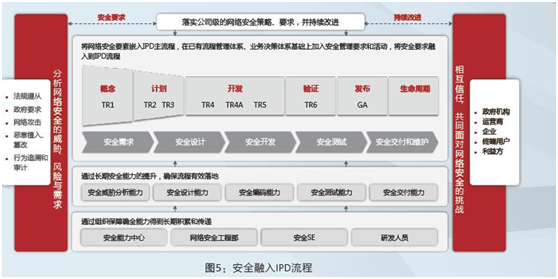 安全要求
落实公司级的网络安全策略、要求，并持续改进
持续改进
分析网络安全的威胁、风险与需求
法规遵从
政府要求
网络攻击
恶意植入、
篡改
行为追溯和
审计
将网络安全要素嵌入IPD主流程，在已有流程管理体系、业务决策体系基础上加入安全管理要求和活动，将安全要求融
入到IPD流程
概念
计划
开发
验证
发布
生命周期
TR1
TR2 TR3
TR4 TR4A TR5
TR6
GA
安全需求
安全设计
安全开发
安全测试
安全交付和维护
通过长期安全能力的提升，确保流程有效落地
安全威胁分析能力
安全设计能力
安全编码能力
安全测试能力
安全交付能力
通过组织保障确全能力得到长期积累和传递
安全能力中心
网络安全工程部
安全SE
研发人员
相互信任，共同面对网络安全的挑战
政府机构
运营商
企业
终端用户
利益方
图5：安全融入IPD流程